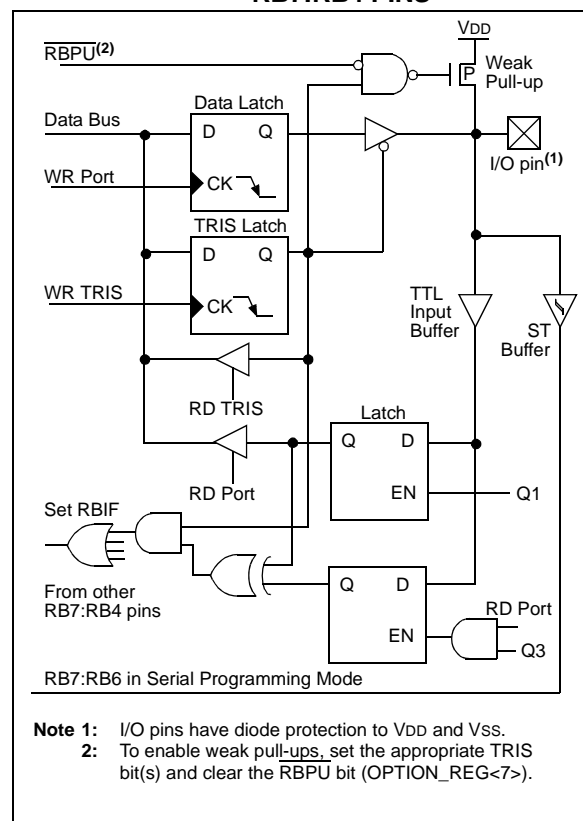 RB7:RB4 PINS
VDD
RBPU(2)
P
Weak
Pull-up
Data Latch
Data Bus
D Q
I/O pin(1)
WR Port
CK
TRIS Latch
D Q
WR TRIS
CK
TTL
Input
Buffer
ST
Buffer
RD TRIS
Latch
Q D
RD Port
EN
Q1
Set RBIF
From other
RB7:RB4 pins
Q D
RD Port
EN
Q3
RB7:RB6 in Serial Programming Mode
Note 1: I/O pins have diode protection to VDD and VSS.
2: To enable weak pull-ups, set the appropriate TRIS
bit(s) and clear the RBPU bit (OPTION_REG<7>).